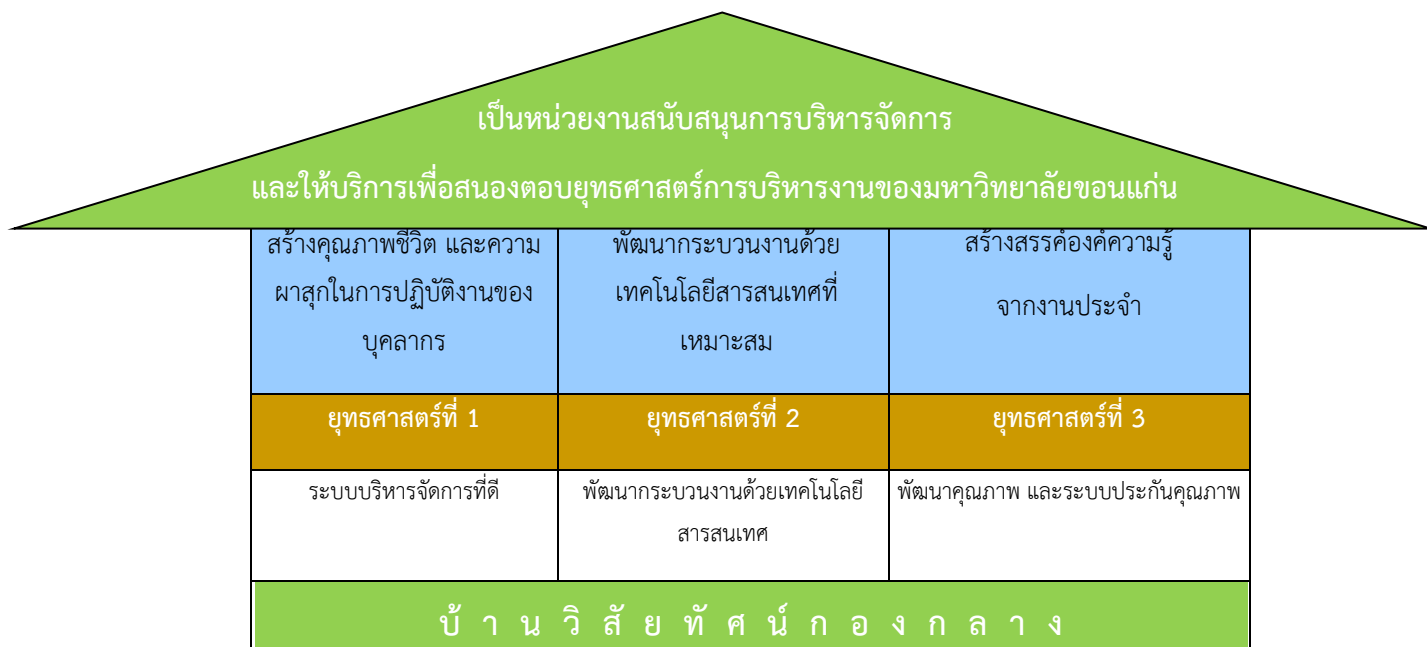 เป็นหน่วยงานสนับสนุนการบริหารจัดการ
และให้บริการเพื่อสนองตอบยุทธศาสตร์การบริหารงานของมหาวิทยาลัยขอนแก่น
สร้างคุณภาพชีวิต และความ
ผาสุกในการปฏิบัติงานของ
บุคลากร
พัฒนากระบวนงานด้วย
เทคโนโลยีสารสนเทศที่
เหมาะสม
สร้างสรรค์องค์ความรู้
จากงานประจำ
ยุทธศาสตร์ที่ 1
ยุทธศาสตร์ที่ 2
ยุทธศาสตร์ที่ 3
ระบบบริหารจัดการที่ดี
พัฒนากระบวนงานด้วยเทคโนโลยี
สารสนเทศ
พัฒนาคุณภาพ และระบบประกันคุณภาพ
บ้ า น วิ สั ย ทั ศ น์ ก อ ง ก ล า ง